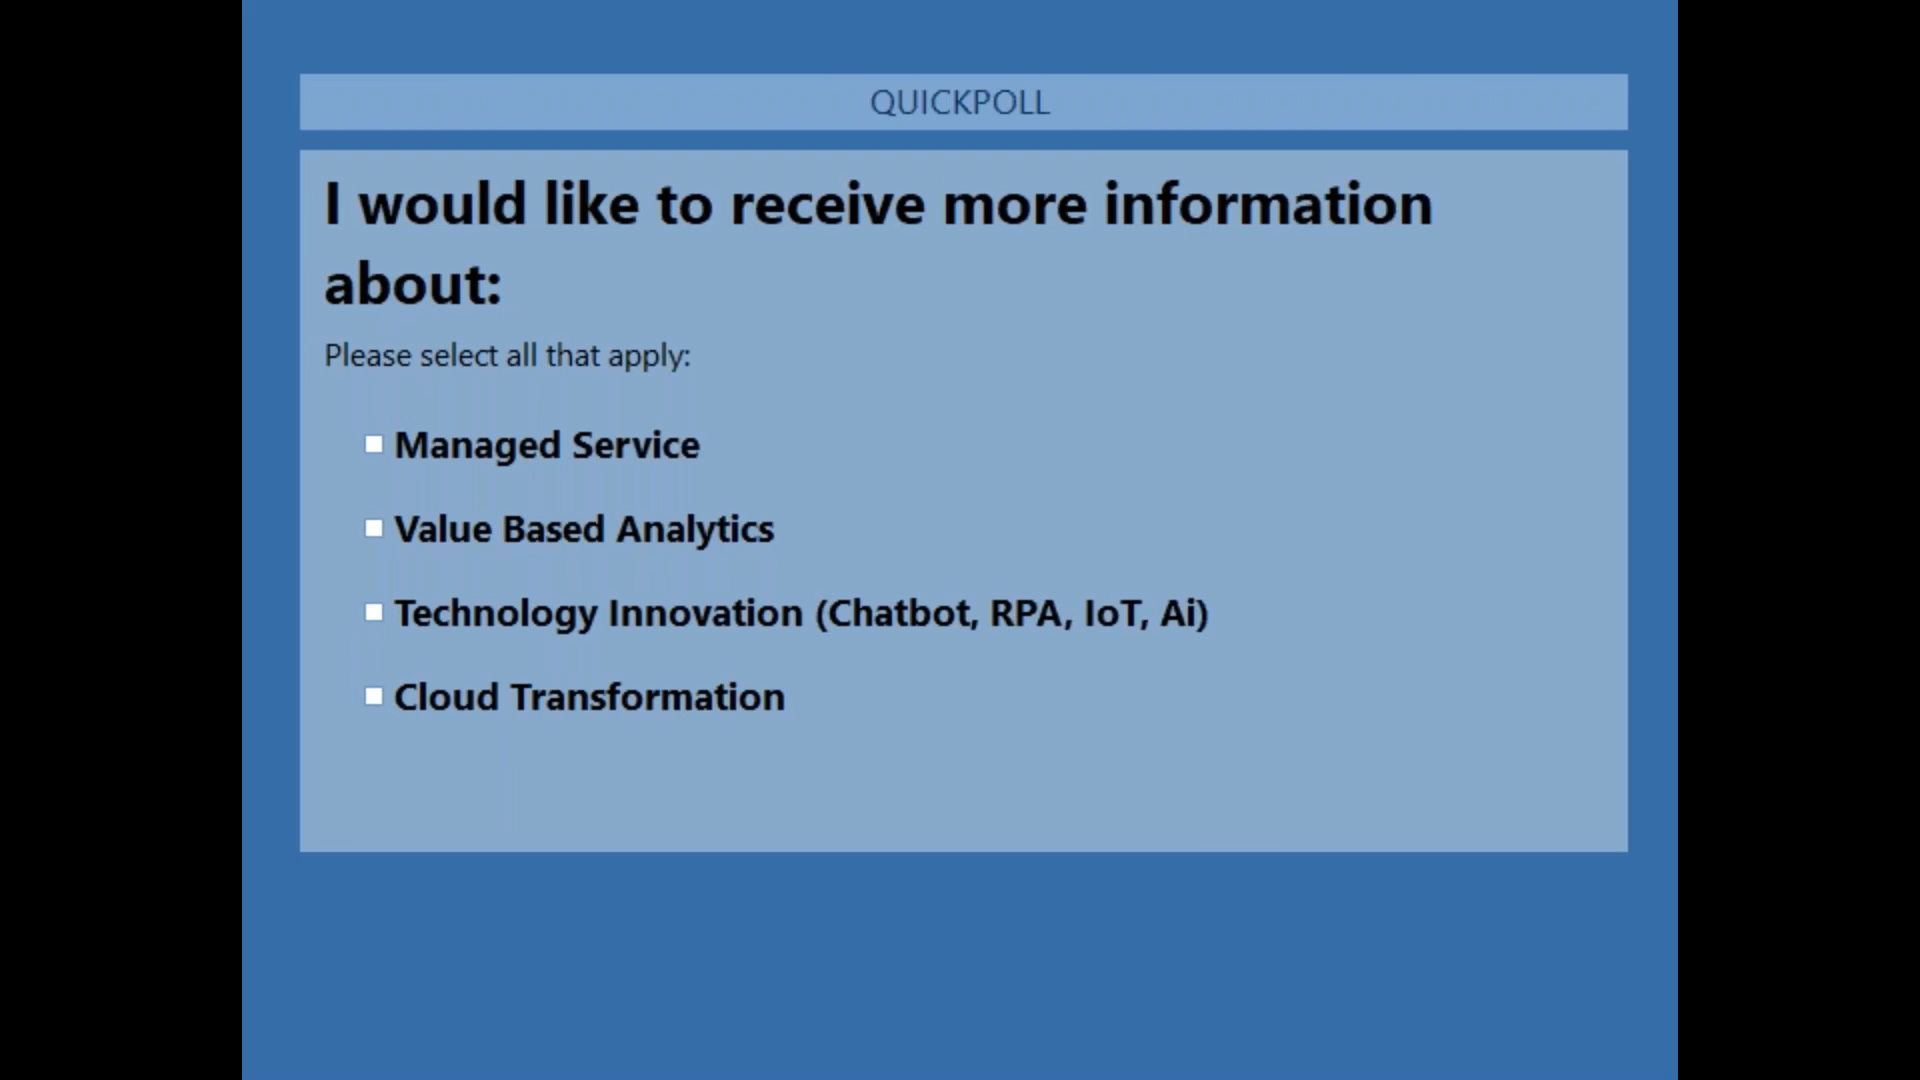 QUICKPOLL
I would like to receive more information
about:
Please select all that apply:
Managed Service
Value Based Analytics
Technology Innovation (Chatbot, RPA, IoT, Ai)
Cloud Transformation